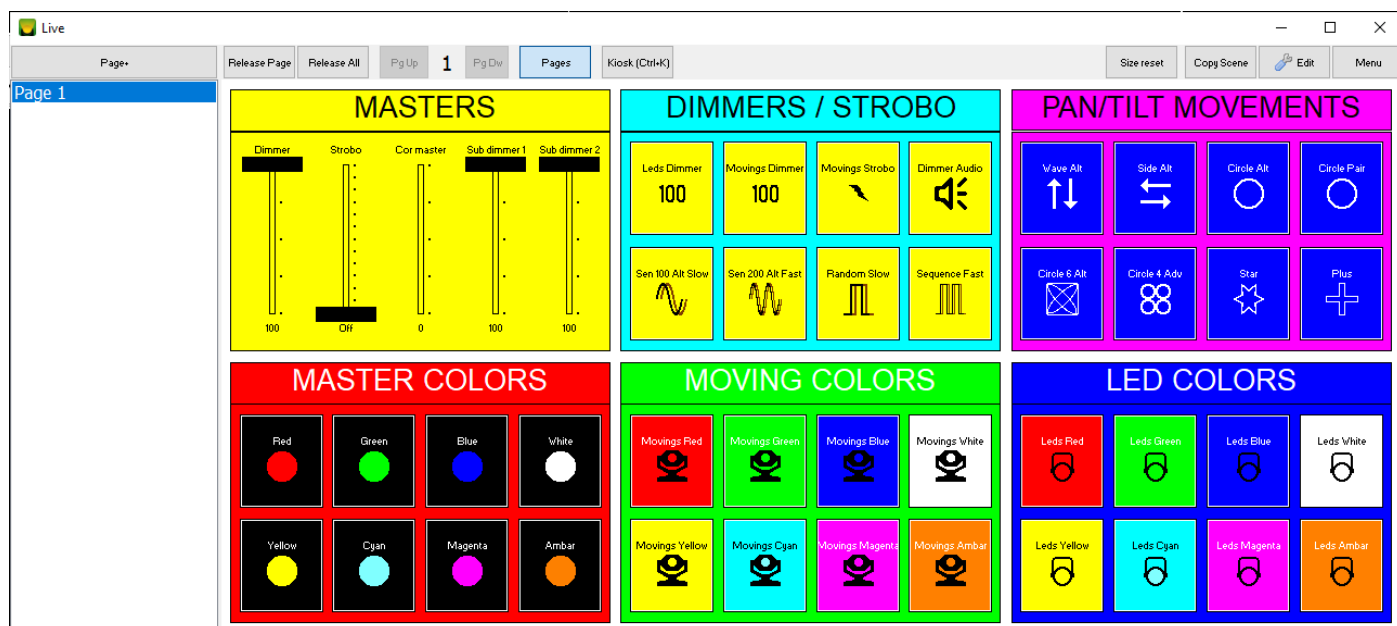 Live
Page+
Release Page
Release All
Pg Up
1
Pg Dw
Pages
Kiosk (Ctrl+K)
Size reset
Copy Scene
Edit
Menu
Page 1
MASTERS
Dimmer Strobo Cor master Sub dimmer 1 Sub dimmer 2
100 Off 0 100 100
DIMMERS / STROBO
Leds Dimmer Movings Dimmer Movings Strobo Dimmer Audio
100 100
Sen 100 Alt Slow Sen 200 Alt Fast Random Slow Sequence Fast
PAN/TILT MOVEMENTS
Wave Alt Side Alt Circle Alt Circle Pair
Circle 6 Alt Circle 4 Adv Star Plus
MASTER COLORS
Red Green Blue White
Yellow Cyan Magenta Ambar
MOVING COLORS
Movings Red Movings Green Movings Blue Movings White
Movings Yellow Movings Cyan Movings Magenta Movings Ambar
LED COLORS
Leds Red Leds Green Leds Blue Leds White
Leds Yellow Leds Cyan Leds Magenta Leds Ambar